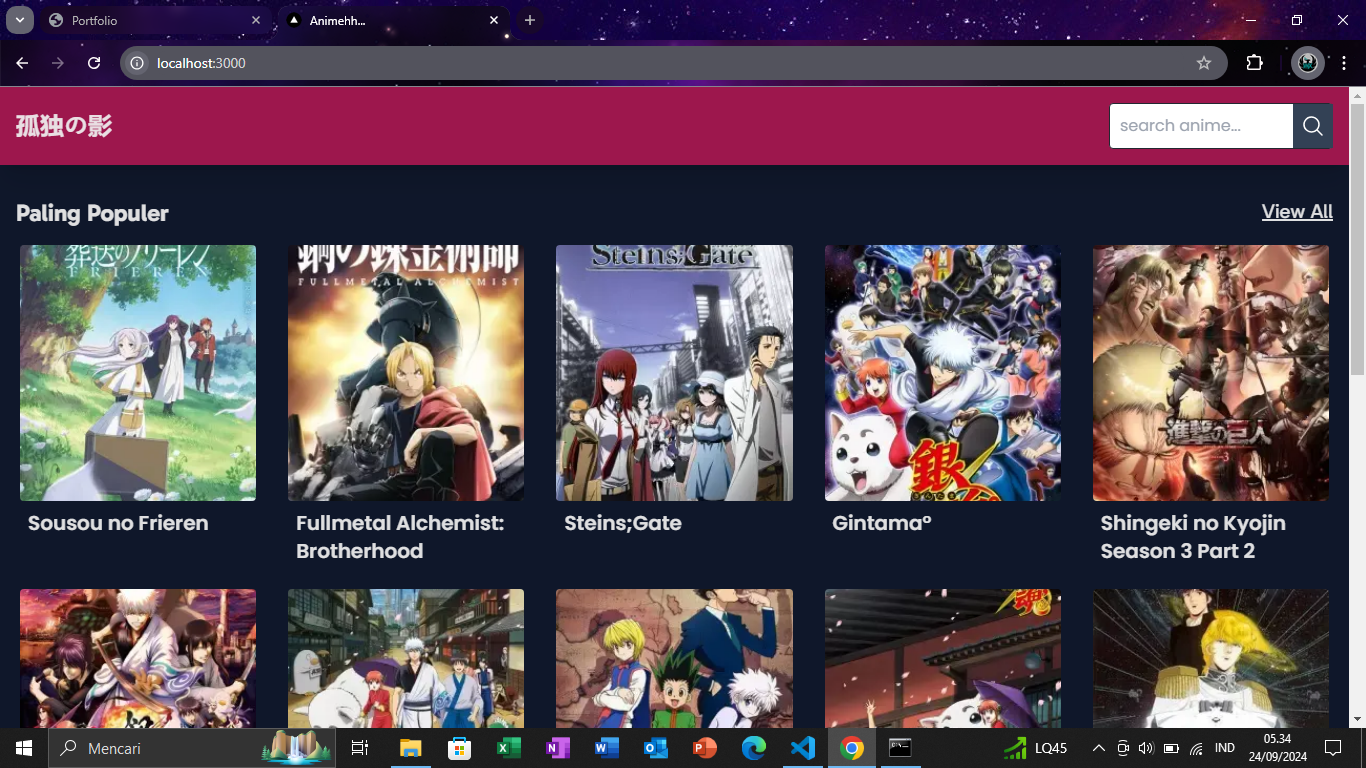 Portfolio
Animehh...
localhost:3000
孤独の影
search anime...
Paling Populer
View All
葬送のフリーレン
FRIEREN
鋼の錬金術師
FULLMETAL ALCHEMIST
Steins;Gate
銀
進撃の巨人
Sousou no Frieren
Fullmetal Alchemist:
Brotherhood
Steins;Gate
Gintama°
Shingeki no Kyojin
Season 3 Part 2
Mencari
LQ45
IND
05.34
24/09/2024